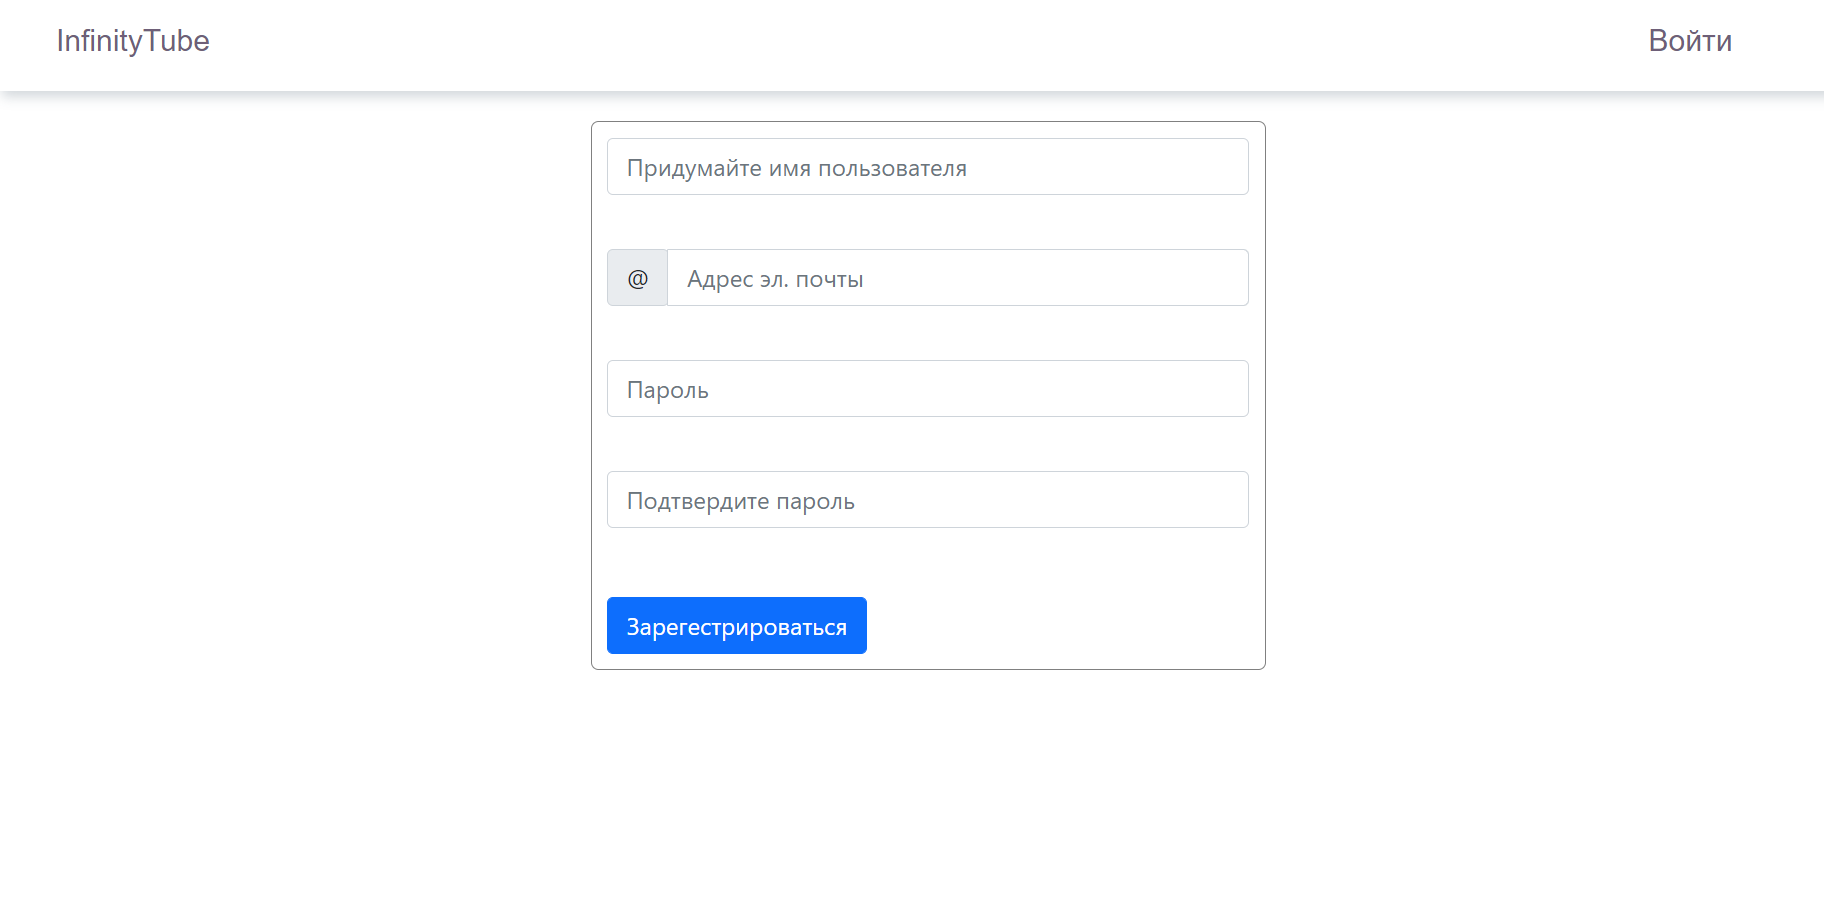 InfinityTube
Войти
Придумайте имя пользователя
@
Адрес эл. почты
Пароль
Подтвердите пароль
Зарегестрироваться